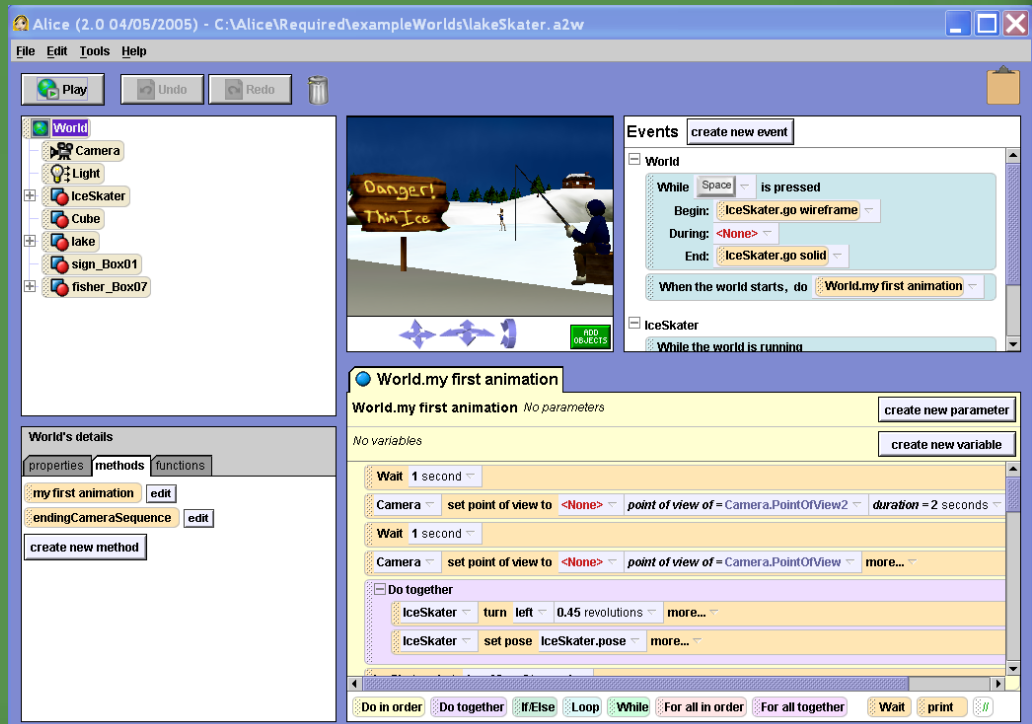 Alice (2.0 04/05/2005) - C:\Alice\Required\exampleWorlds\lakeSkater.a2w
File Edit Tools Help
Play Undo Redo
World
Camera
Light
IceSkater
Cube
lake
sign_Box01
fisher_Box07
Danger!
Thin Ice
ADD
OBJECTS
Events create new event
World
While Space is pressed
Begin: IceSkater.go wireframe
During: <None>
End: IceSkater.go solid
When the world starts, do World.my first animation
IceSkater
While the world is running
World's details
properties methods functions
my first animation edit
endingCameraSequence edit
create new method
World.my first animation
World.my first animation No parameters create new parameter
No variables create new variable
Wait 1 second
Camera set point of view to <None> point of view of = Camera.PointOfView2 duration = 2 seconds
Wait 1 second
Camera set point of view to <None> point of view of = Camera.PointOfView more...
Do together
IceSkater turn left 0.45 revolutions more...
IceSkater set pose IceSkater.pose more...
Do in order Do together If/Else Loop While For all in order For all together Wait print //